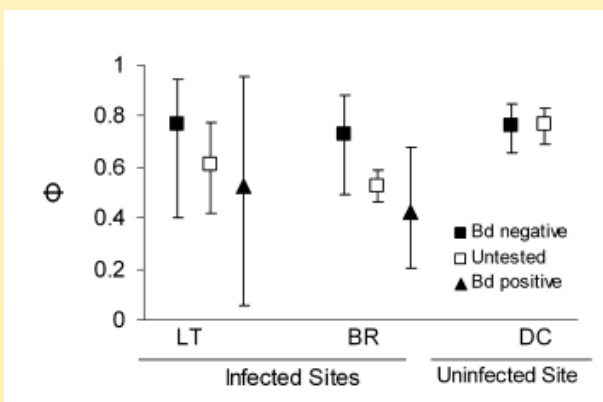 1
0.8
0.6
0.4
0.2
0
Φ
Bd negative
Untested
Bd positive
LT BR DC
Infected Sites Uninfected Site